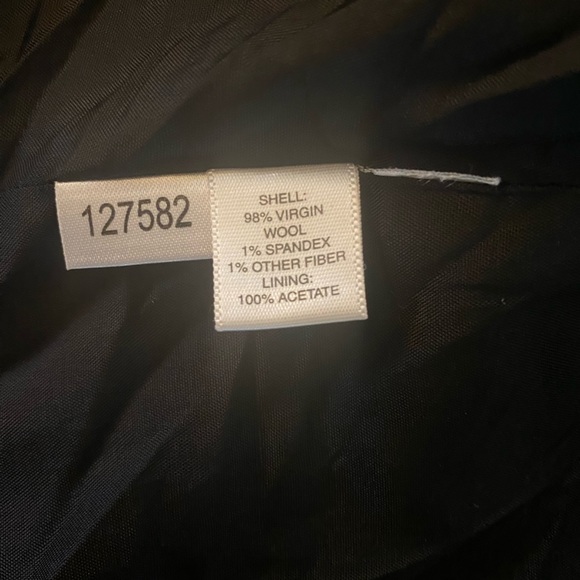 127582
SHELL:
98% VIRGIN
WOOL
1% SPANDEX
1% OTHER FIBER
LINING:
100% ACETATE